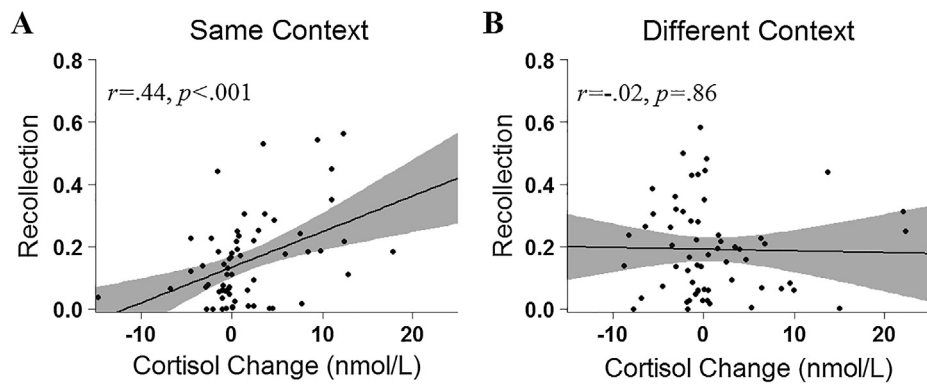 A
Same Context
r=.44, p<.001
Recollection
0.8
0.6
0.4
0.2
0.0
-10
0
10
20
Cortisol Change (nmol/L)
B
Different Context
r=-.02, p=.86
Recollection
0.8
0.6
0.4
0.2
0.0
-10
0
10
20
Cortisol Change (nmol/L)